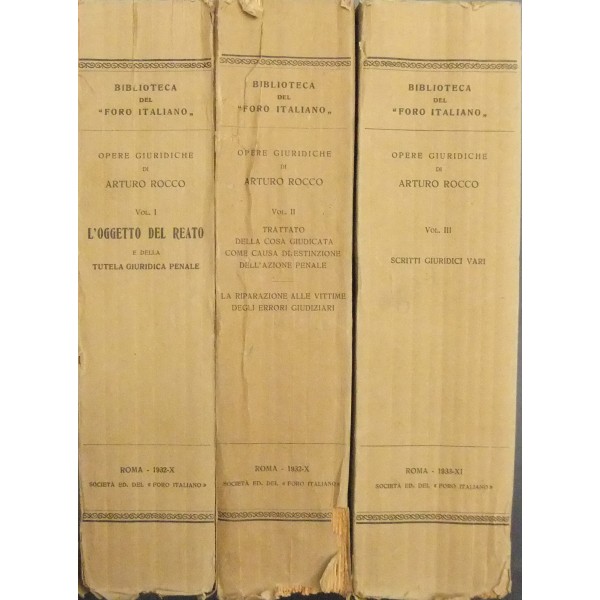 BIBLIOTECA
DEL
"FORO ITALIANO„
OPERE GIURIDICHE
DI
ARTURO ROCCO
VOL. I
L'OGGETTO DEL REATO
E DELLA
TUTELA GIURIDICA PENALE
ROMA - 1932-X
SOCIETÀ ED. DEL «FORO ITALIANO»
BIBLIOTECA
DEL
"FORO ITALIANO„
OPERE GIURIDICHE
DI
ARTURO ROCCO
VOL. II
TRATTATO
DELLA COSA GIUDICATA
COME CAUSA DI ESTINZIONE
DELL'AZIONE PENALE
LA RIPARAZIONE ALLE VITTIME
DEGLI ERRORI GIUDIZIARI
ROMA - 1932-X
SOCIETÀ ED. DEL «FORO ITALIANO»
BIBLIOTECA
DEL
"FORO ITALIANO„
OPERE GIURIDICHE
DI
ARTURO ROCCO
VOL. III
SCRITTI GIURIDICI VARI
ROMA - 1933-XI
SOCIETÀ ED. DEL «FORO ITALIANO»